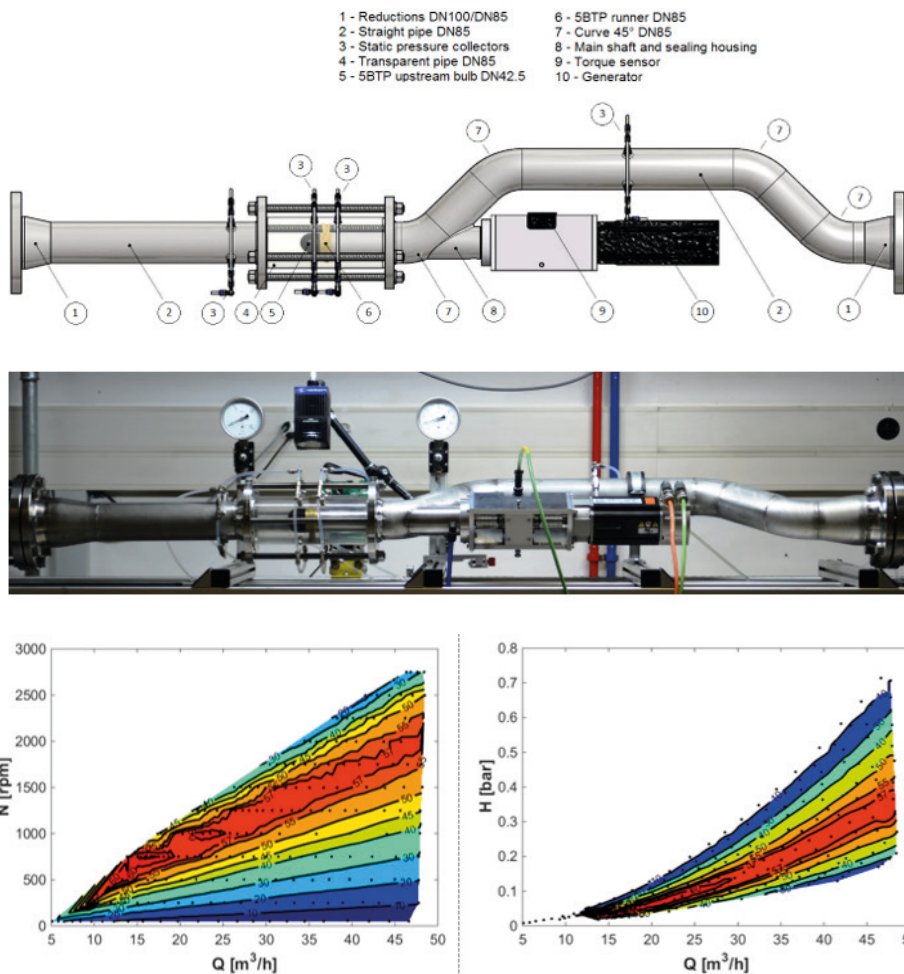 1 - Reductions DN100/DN85
2 - Straight pipe DN85
3 - Static pressure collectors
4 - Transparent pipe DN85
5 - 5BTP upstream bulb DN42.5
6 - 5BTP runner DN85
7 - Curve 45° DN85
8 - Main shaft and sealing housing
9 - Torque sensor
10 - Generator
3
7
7
3
3
7
1
2
3
4
5
6
7
8
9
10
2
1
3000
2500
2000
1500
1000
500
0
N [rpm]
5 10 15 20 25 30 35 40 45 50
Q [m³/h]
0.8
0.7
0.6
0.5
0.4
0.3
0.2
0.1
0
H [bar]
5 10 15 20 25 30 35 40 45
Q [m³/h]